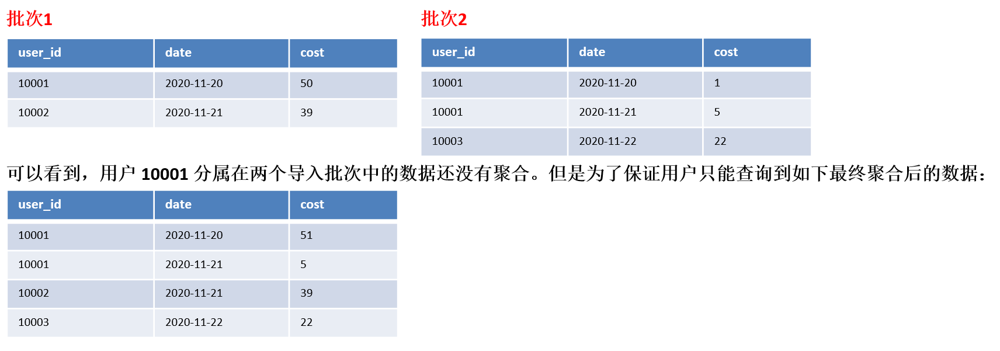 批次1
user_id date cost
10001 2020-11-20 50
10002 2020-11-21 39
批次2
user_id date cost
10001 2020-11-20 1
10001 2020-11-21 5
10003 2020-11-22 22
可以看到，用户 10001 分属在两个导入批次中的数据还没有聚合。但是为了保证用户只能查询到如下最终聚合后的数据：
user_id date cost
10001 2020-11-20 51
10001 2020-11-21 5
10002 2020-11-21 39
10003 2020-11-22 22